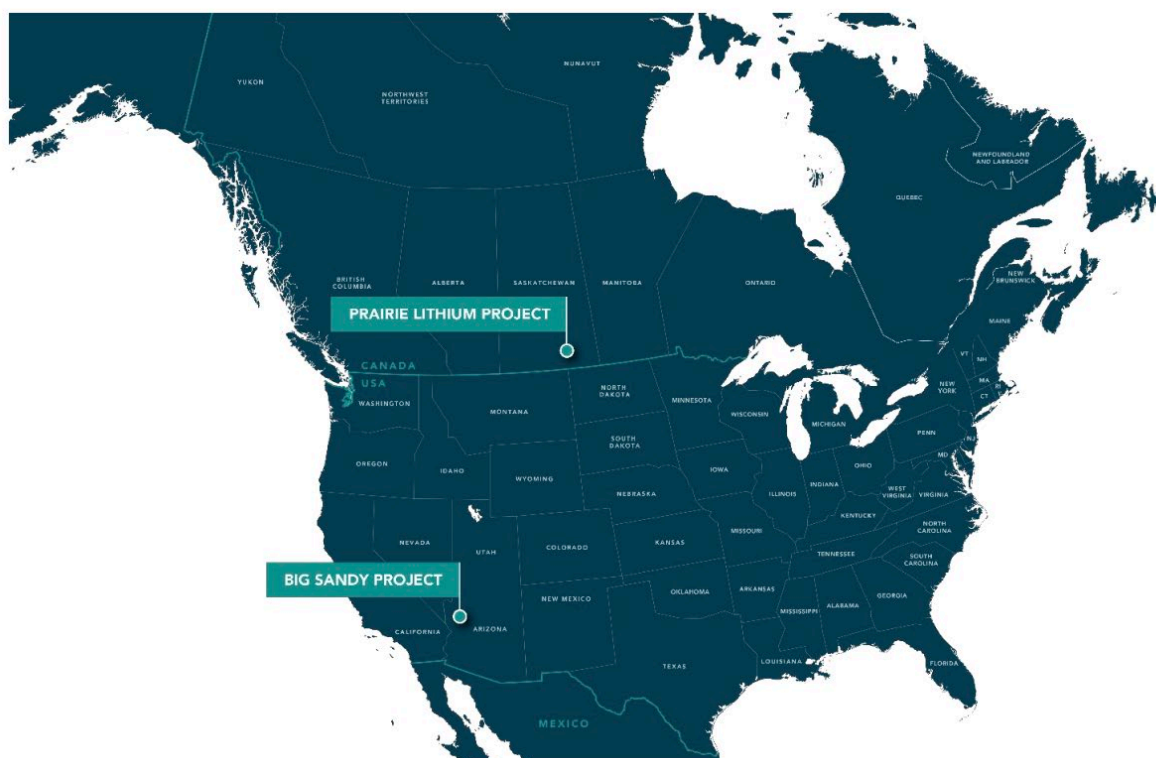 YUKON
NUNAVUT
NORTHWEST
TERRITORIES
NEWFOUNDLAND
AND LABRADOR
QUEBEC
BRITISH
COLUMBIA
ALBERTA
SASKATCHEWAN
MANITOBA
ONTARIO
NEW
BRUNSWICK
PRAIRIE LITHIUM PROJECT
MAINE
CANADA
USA
WASHINGTON
MONTANA
NORTH
DAKOTA
MINNESOTA
WISCONSIN
MICHIGAN
NEW
YORK
VT
NH
MA
RI
CT
OREGON
IDAHO
WYOMING
SOUTH
DAKOTA
IOWA
PENN
NJ
MD
NEBRASKA
ILLINOIS
INDIANA
OHIO
WEST
VIRGINIA
VIRGINIA
NEVADA
UTAH
COLORADO
KANSAS
MISSOURI
KENTUCKY
NORTH
CAROLINA
TENNESSEE
SOUTH
CAROLINA
BIG SANDY PROJECT
NEW MEXICO
OKLAHOMA
ARKANSAS
MISSISSIPPI
ALABAMA
GEORGIA
CALIFORNIA
ARIZONA
TEXAS
LOUISIANA
FLORIDA
MEXICO